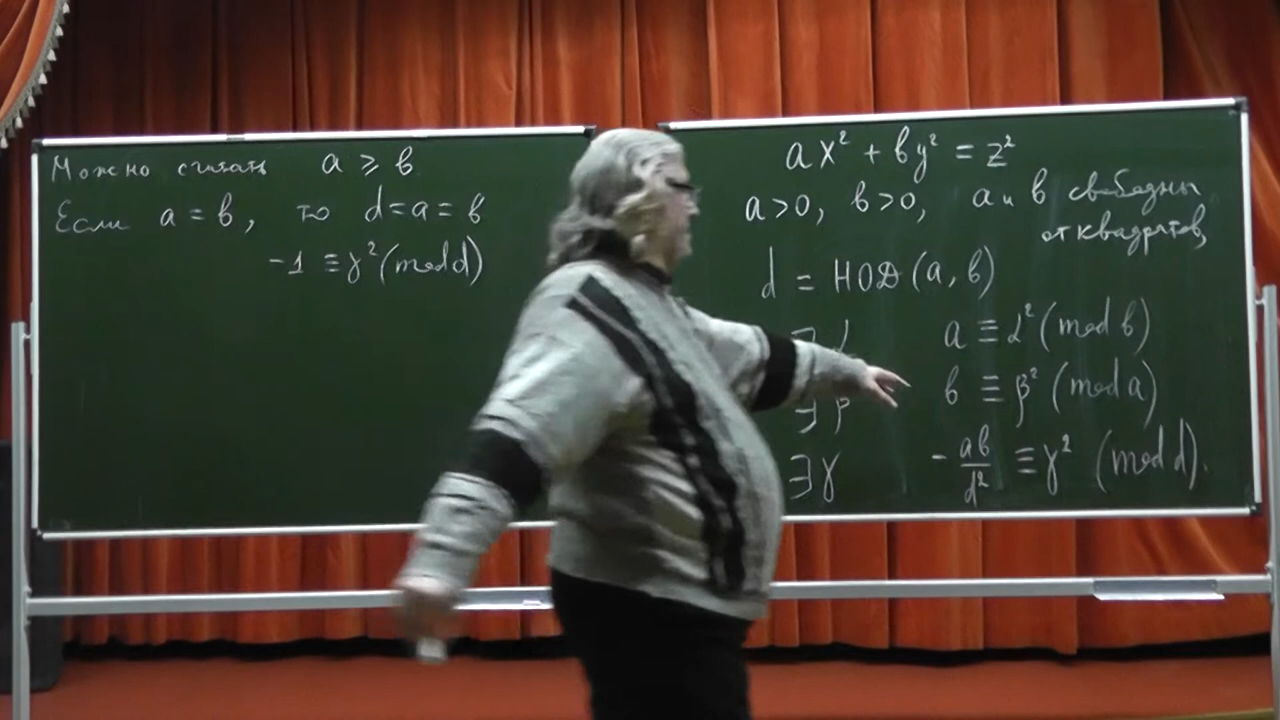 Можно считать a ⩾ b
Если a = b, то d = a = b
-1 ≡ γ² (mod d)
ax² + by² = z²
a > 0, b > 0, a и b свободны
от квадратов,
d = НОД (a, b)
∃ α a ≡ α² (mod b)
∃ β b ≡ β² (mod a)
∃ γ - ab/d² ≡ γ² (mod d).